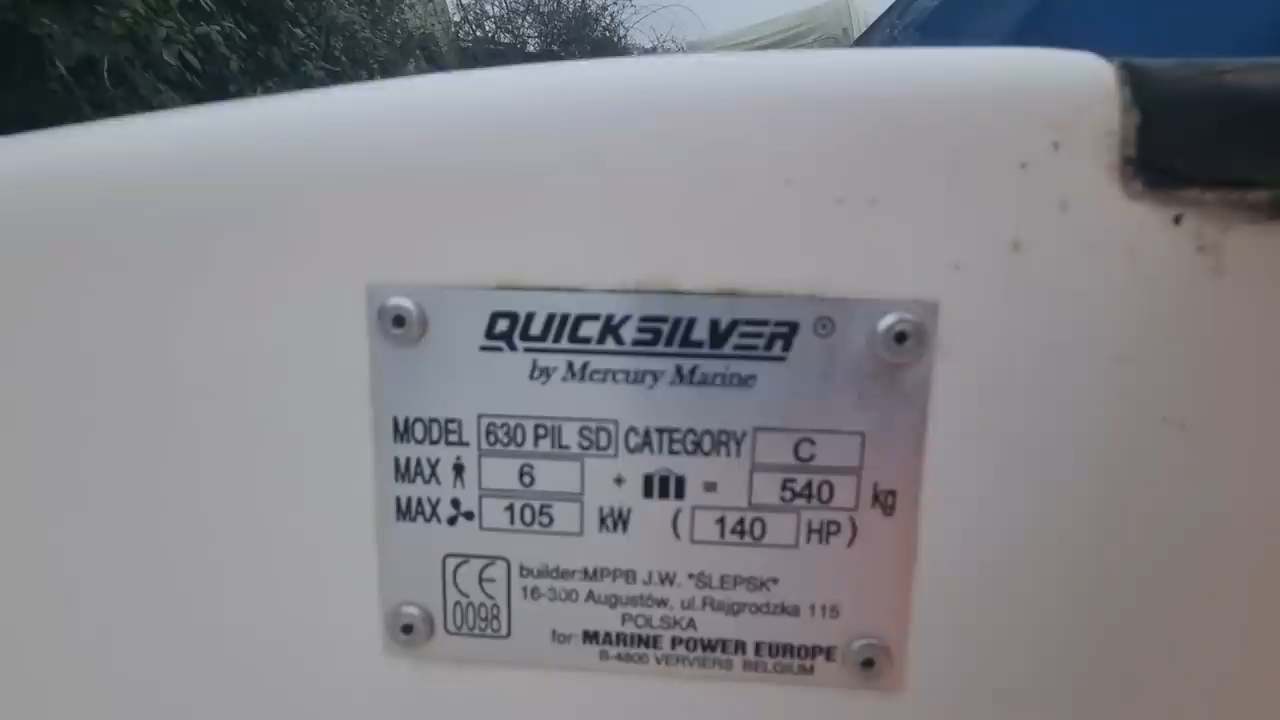 QUICKSILVER ®
by Mercury Marine
MODEL 630 PIL SD CATEGORY C
MAX 6 + = 540 kg
MAX 105 kW ( 140 HP )
CE 0098
builder:MPPB J.W. "ŚLEPSK"
16-300 Augustów, ul.Rajgrodzka 115
POLSKA
for: MARINE POWER EUROPE
B-4800 VERVIERS BELGIUM